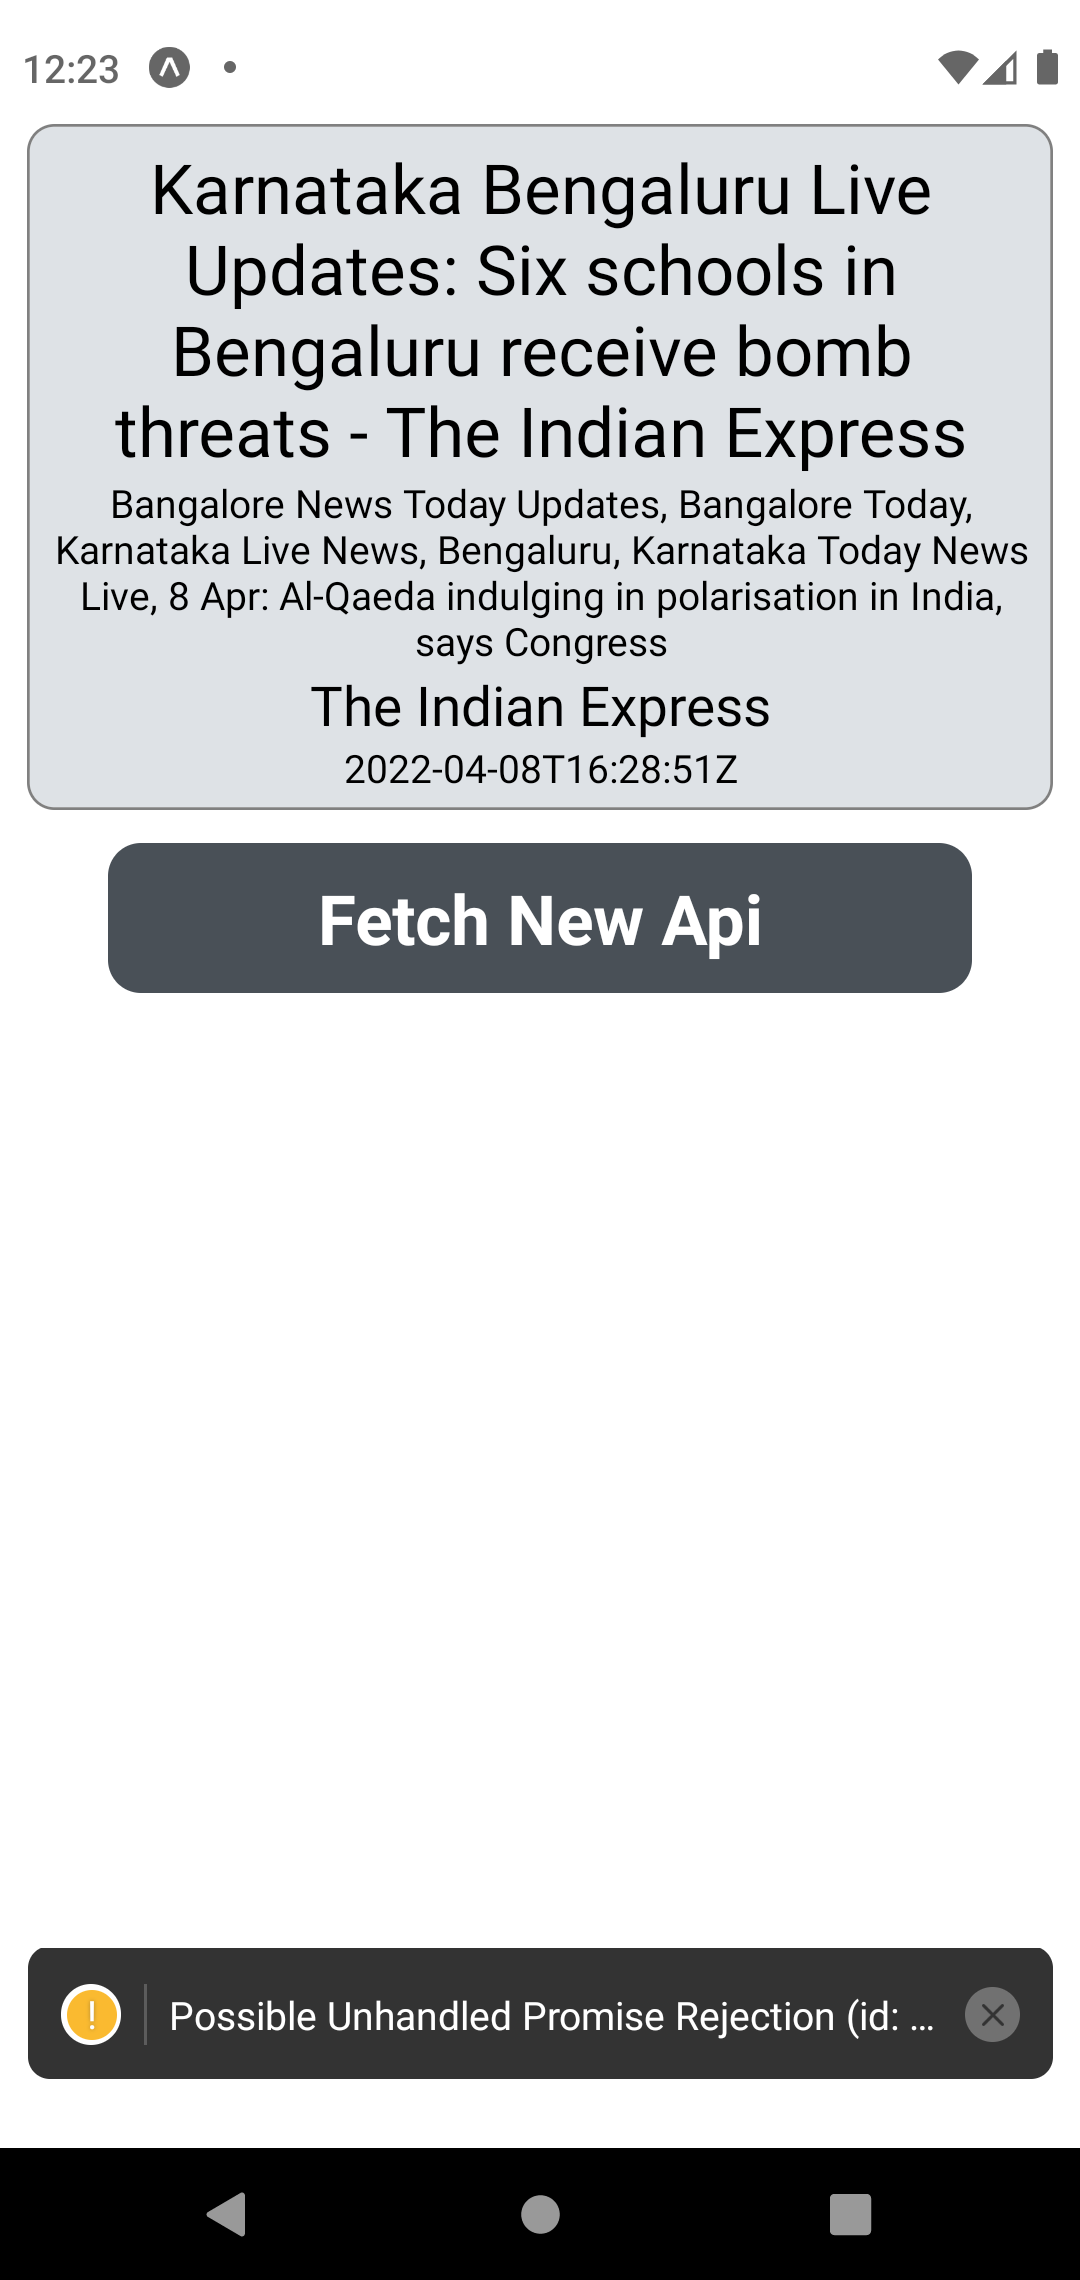 12:23
Karnataka Bengaluru Live
Updates: Six schools in
Bengaluru receive bomb
threats - The Indian Express
Bangalore News Today Updates, Bangalore Today,
Karnataka Live News, Bengaluru, Karnataka Today News
Live, 8 Apr: Al-Qaeda indulging in polarisation in India,
says Congress
The Indian Express
2022-04-08T16:28:51Z
Fetch New Api
Possible Unhandled Promise Rejection (id: ...